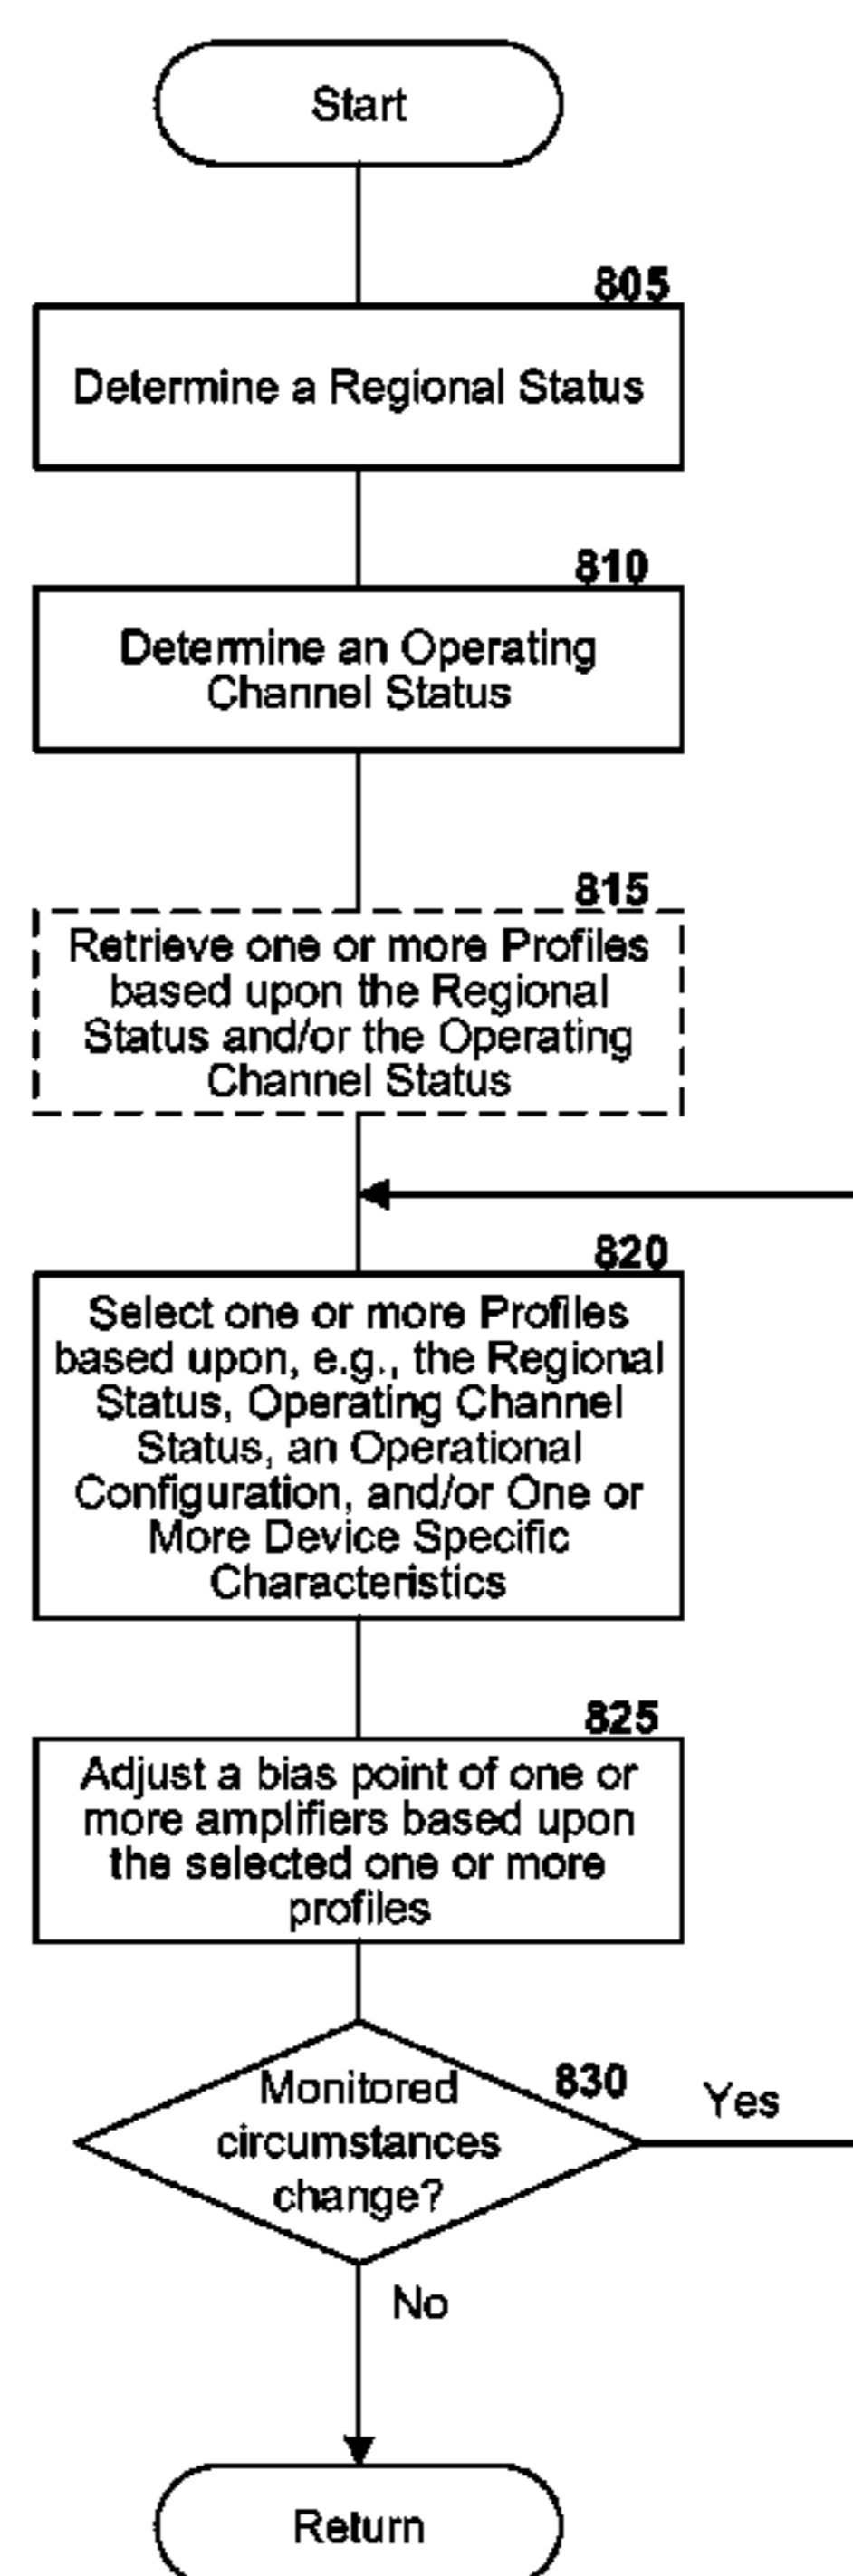 Start
805
Determine a Regional Status
810
Determine an Operating
Channel Status
815
Retrieve one or more Profiles
based upon the Regional
Status and/or the Operating
Channel Status
820
Select one or more Profiles
based upon, e.g., the Regional
Status, Operating Channel
Status, an Operational
Configuration, and/or One or
More Device Specific
Characteristics
825
Adjust a bias point of one or
more amplifiers based upon
the selected one or more
profiles
830
Monitored
circumstances
change?
Yes
No
Return